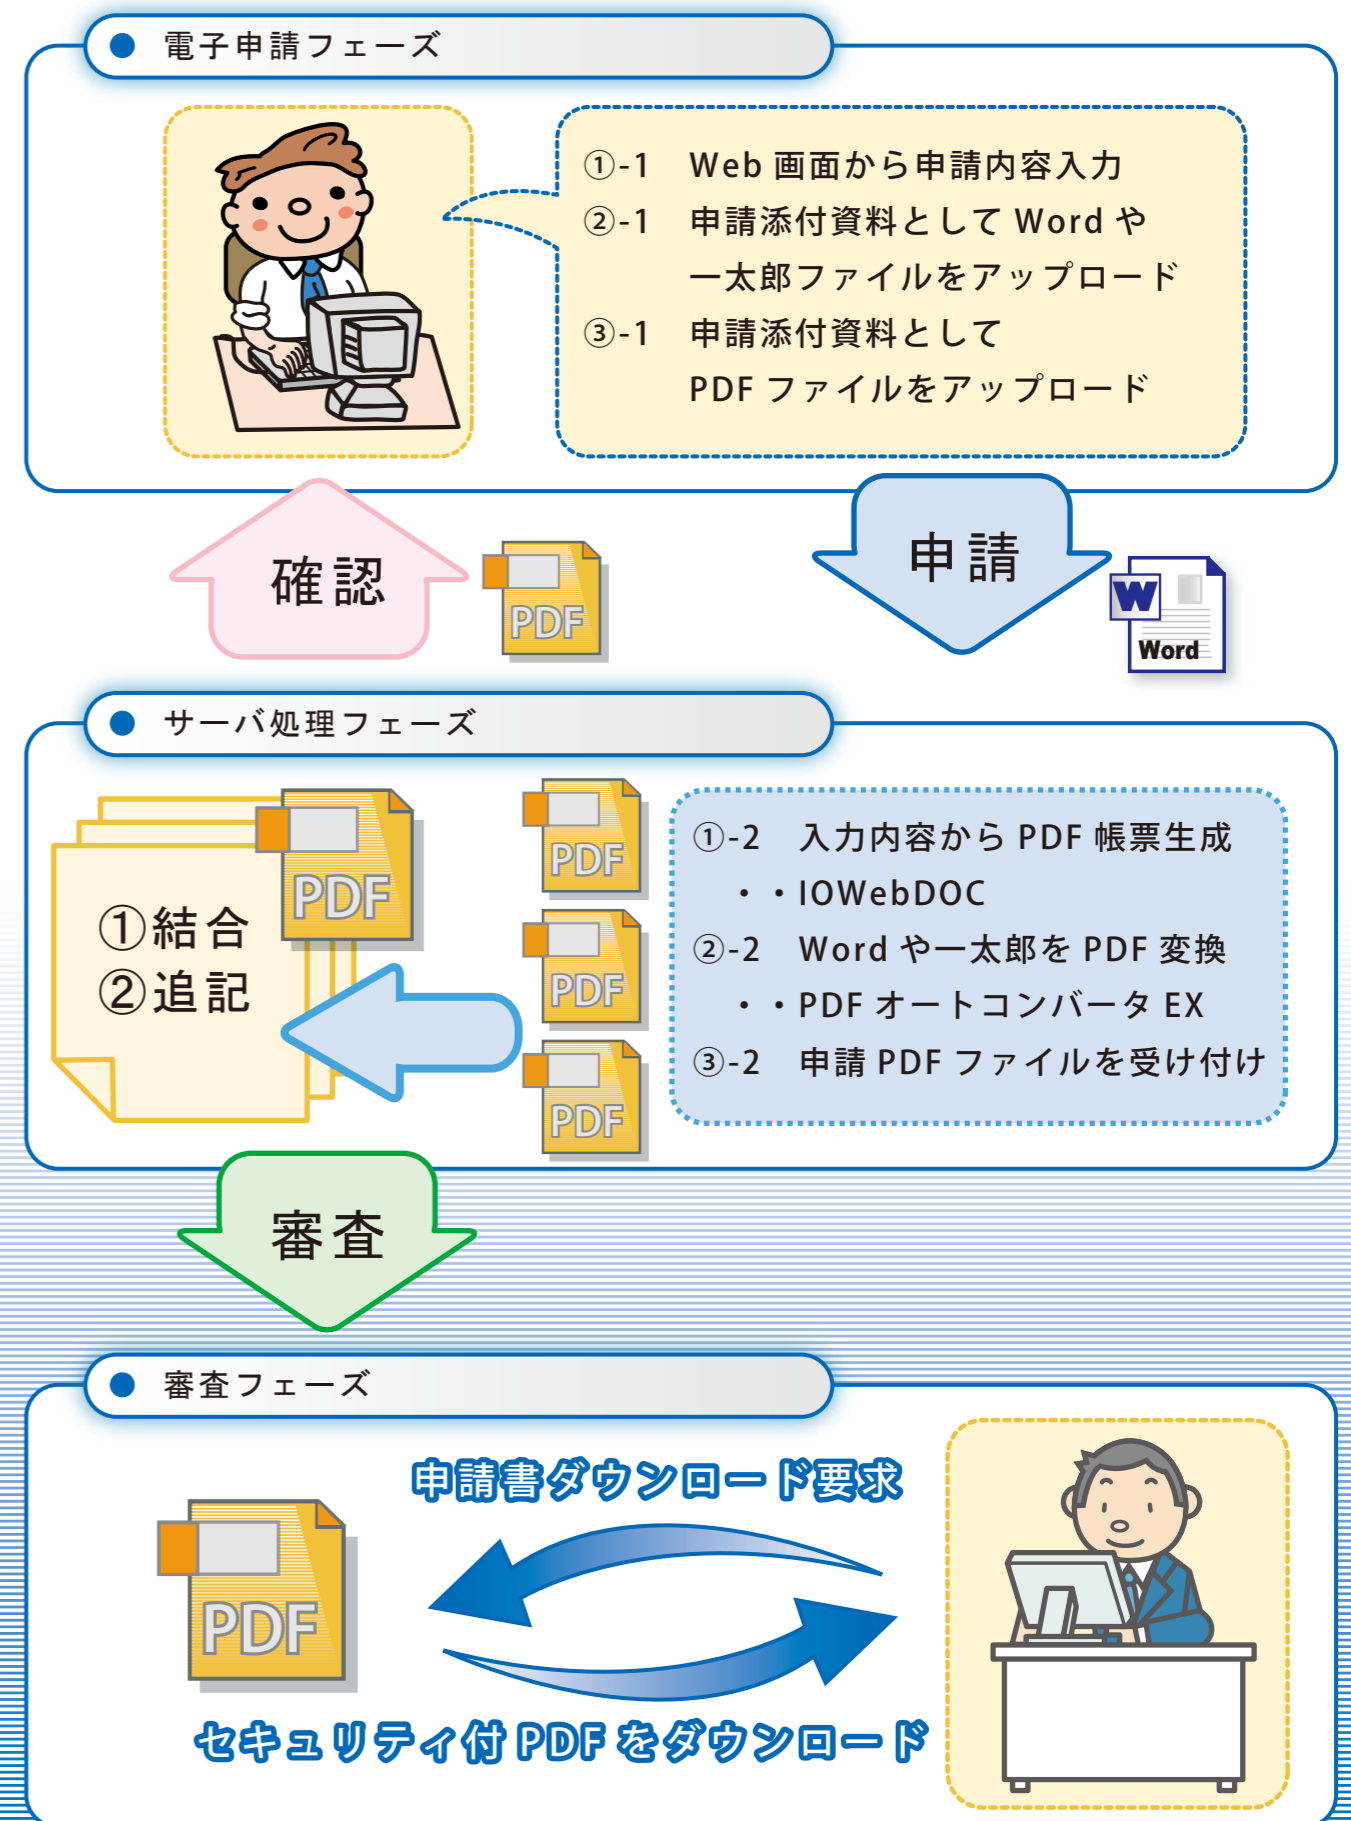 ● 電子申請フェーズ
①-1 Web 画面から申請内容入力
②-1 申請添付資料として Word や
一太郎ファイルをアップロード
③-1 申請添付資料として
PDF ファイルをアップロード
確認
PDF
申請
W
Word
● サーバ処理フェーズ
PDF
①結合
②追記
PDF
PDF
PDF
①-2 入力内容から PDF 帳票生成
・・IOWebDOC
②-2 Word や一太郎を PDF 変換
・・PDF オートコンバータ EX
③-2 申請 PDF ファイルを受け付け
審査
● 審査フェーズ
申請書ダウンロード要求
PDF
セキュリティ付 PDF をダウンロード